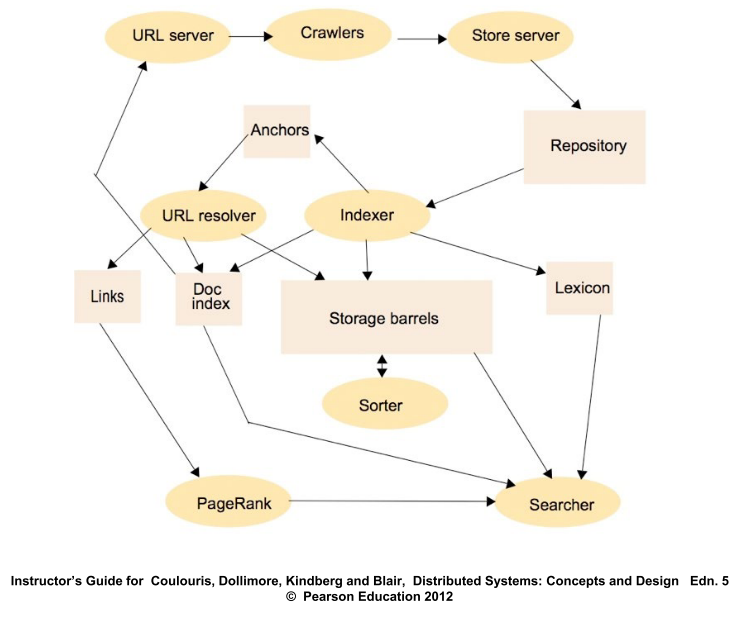 URL server
Crawlers
Store server
Anchors
Repository
URL resolver
Indexer
Links
Doc
index
Storage barrels
Lexicon
Sorter
PageRank
Searcher
Instructor’s Guide for  Coulouris, Dollimore, Kindberg and Blair,  Distributed Systems: Concepts and Design   Edn. 5
©  Pearson Education 2012